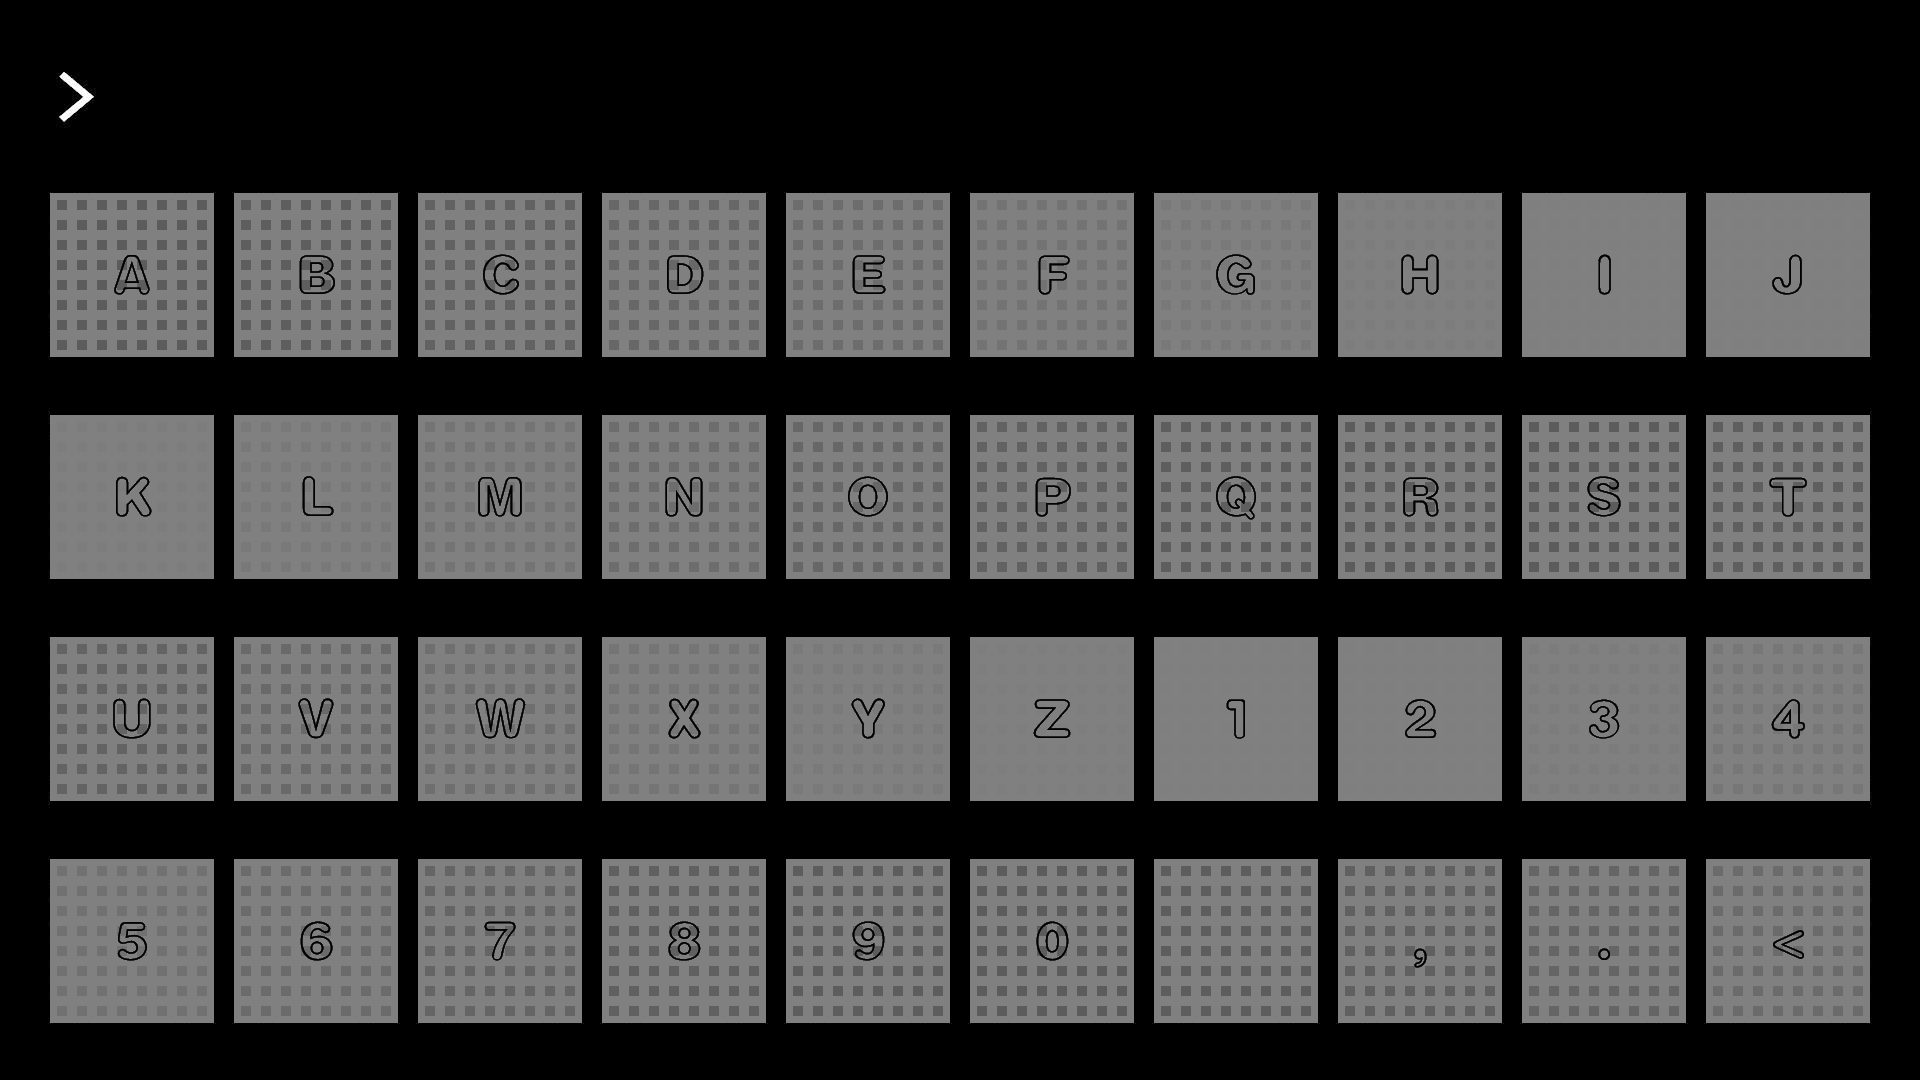 >
A B C D E F G H I J
K L M N O P Q R S T
U V W X Y Z 1 2 3 4
5 6 7 8 9 0 , . <